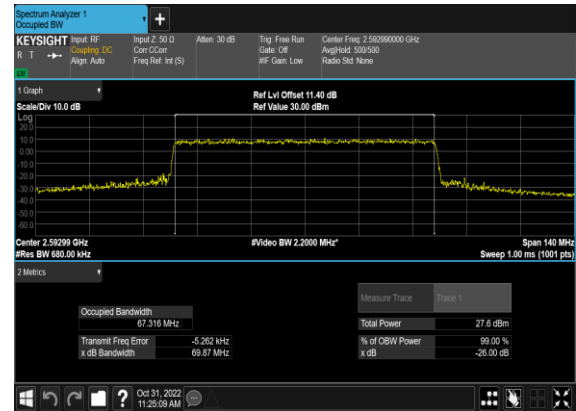 Spectrum Analyzer 1
Occupied BW
KEYSIGHT Input: RF Input Z: 50 Ω Atten: 30 dB Trig: Free Run Center Freq: 2.592990000 GHz
R T Coupling: DC Corr CCorr Gate: Off Avg|Hold: 500/500
Align: Auto Freq Ref: Int (S) #IF Gain: Low Radio Std: None
1 Graph
Ref Lvl Offset 11.40 dB
Scale/Div 10.0 dB Ref Value 30.00 dBm
Log
20.0
10.0
0.00
-10.0
-20.0
-30.0
-40.0
-50.0
-60.0
Center 2.59299 GHz #Video BW 2.2000 MHz* Span 140 MHz
#Res BW 680.00 kHz Sweep 1.00 ms (1001 pts)
2 Metrics
Measure Trace Trace 1
Occupied Bandwidth
67.316 MHz Total Power 27.6 dBm
Transmit Freq Error -5.262 kHz % of OBW Power 99.00 %
x dB Bandwidth 69.87 MHz x dB -26.00 dB
Oct 31, 2022
11:25:09 AM